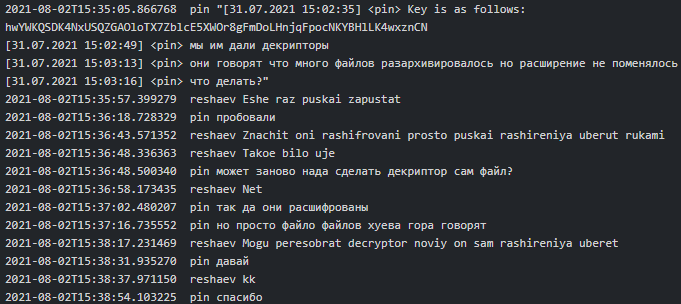 2021-08-02T15:35:05.866768 pin "[31.07.2021 15:02:35] <pin> Key is as follows:
hwYWKQSDK4NxUSQZGAOloTX7ZblcE5XWOr8gFmDoLHnjqFpocNKYBHlLK4wxznCN
[31.07.2021 15:02:49] <pin> мы им дали декрипторы
[31.07.2021 15:03:13] <pin> они говорят что много файлов разархивировалось но расширение не поменялось
[31.07.2021 15:03:16] <pin> что делать?"
2021-08-02T15:35:57.399279 reshaev Eshe raz puskai zapustat
2021-08-02T15:36:18.728329 pin пробовали
2021-08-02T15:36:43.571352 reshaev Znachit oni rashifrovani prosto puskai rashireniya uberut rukami
2021-08-02T15:36:48.336363 reshaev Takoe bilo uje
2021-08-02T15:36:48.500340 pin может заново нада сделать декриптор сам файл?
2021-08-02T15:36:58.173435 reshaev Net
2021-08-02T15:37:02.480207 pin так да они расшифрованы
2021-08-02T15:37:16.735552 pin но просто файло файлов хуева гора говорят
2021-08-02T15:38:17.231469 reshaev Mogu peresobrat decryptor noviy on sam rashireniya uberet
2021-08-02T15:38:31.935270 pin давай
2021-08-02T15:38:37.971150 reshaev kk
2021-08-02T15:38:54.103225 pin спасибо